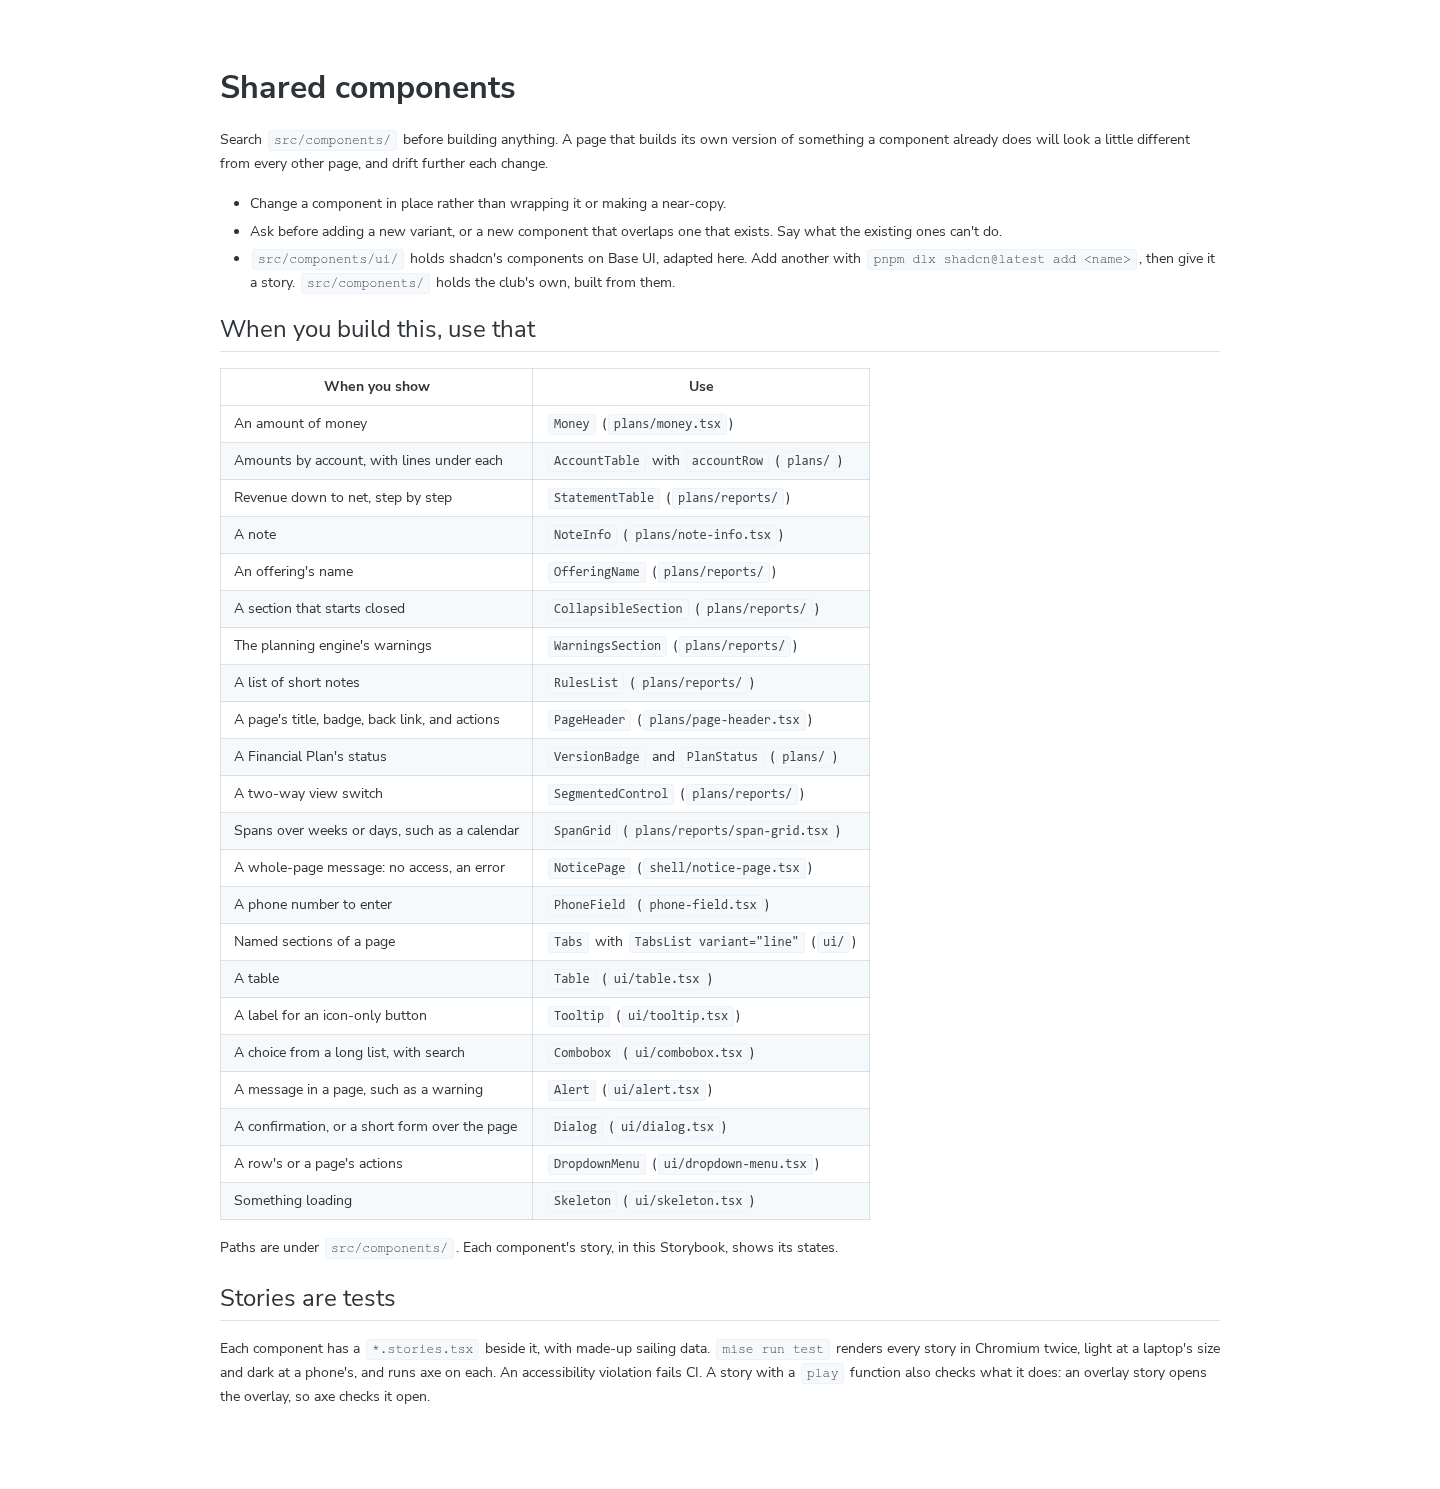 Shared components
Search src/components/ before building anything. A page that builds its own version of something a component already does will look a little different
from every other page, and drift further each change.
• Change a component in place rather than wrapping it or making a near-copy.
• Ask before adding a new variant, or a new component that overlaps one that exists. Say what the existing ones can't do.
• src/components/ui/ holds shadcn's components on Base UI, adapted here. Add another with pnpm dlx shadcn@latest add <name>, then give it
a story. src/components/ holds the club's own, built from them.
When you build this, use that
When you show Use
An amount of money Money (plans/money.tsx)
Amounts by account, with lines under each AccountTable with accountRow (plans/)
Revenue down to net, step by step StatementTable (plans/reports/)
A note NoteInfo (plans/note-info.tsx)
An offering's name OfferingName (plans/reports/)
A section that starts closed CollapsibleSection (plans/reports/)
The planning engine's warnings WarningsSection (plans/reports/)
A list of short notes RulesList (plans/reports/)
A page's title, badge, back link, and actions PageHeader (plans/page-header.tsx)
A Financial Plan's status VersionBadge and PlanStatus (plans/)
A two-way view switch SegmentedControl (plans/reports/)
Spans over weeks or days, such as a calendar SpanGrid (plans/reports/span-grid.tsx)
A whole-page message: no access, an error NoticePage (shell/notice-page.tsx)
A phone number to enter PhoneField (phone-field.tsx)
Named sections of a page Tabs with TabsList variant="line" (ui/)
A table Table (ui/table.tsx)
A label for an icon-only button Tooltip (ui/tooltip.tsx)
A choice from a long list, with search Combobox (ui/combobox.tsx)
A message in a page, such as a warning Alert (ui/alert.tsx)
A confirmation, or a short form over the page Dialog (ui/dialog.tsx)
A row's or a page's actions DropdownMenu (ui/dropdown-menu.tsx)
Something loading Skeleton (ui/skeleton.tsx)
Paths are under src/components/. Each component's story, in this Storybook, shows its states.
Stories are tests
Each component has a *.stories.tsx beside it, with made-up sailing data. mise run test renders every story in Chromium twice, light at a laptop's size
and dark at a phone's, and runs axe on each. An accessibility violation fails CI. A story with a play function also checks what it does: an overlay story opens
the overlay, so axe checks it open.